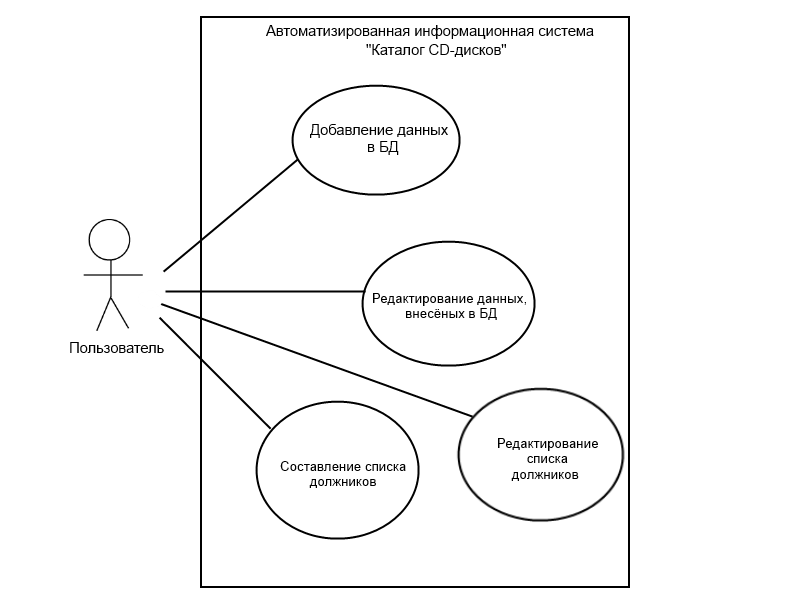 Автоматизированная информационная система
"Каталог CD-дисков"
Добавление данных
в БД
Редактирование данных,
внесёных в БД
Пользователь
Редактирование
списка
должников
Составление списка
должников